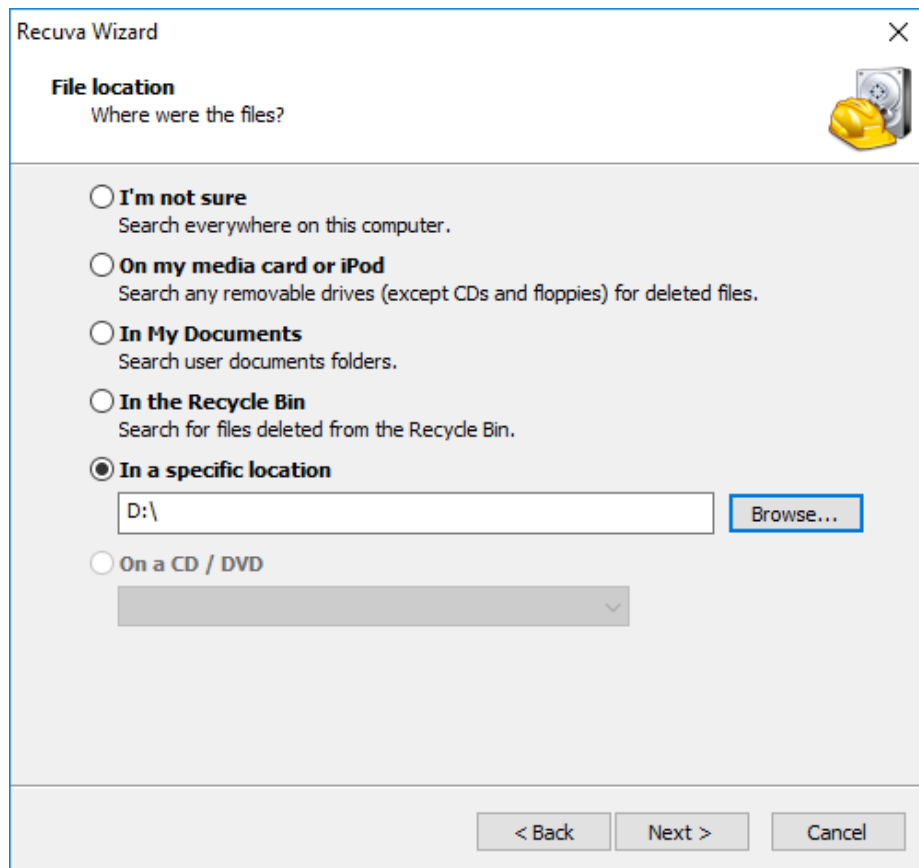 Recuva Wizard
File location
Where were the files?
I'm not sure
Search everywhere on this computer.
On my media card or iPod
Search any removable drives (except CDs and floppies) for deleted files.
In My Documents
Search user documents folders.
In the Recycle Bin
Search for files deleted from the Recycle Bin.
In a specific location
D:\
Browse...
On a CD / DVD
< Back
Next >
Cancel